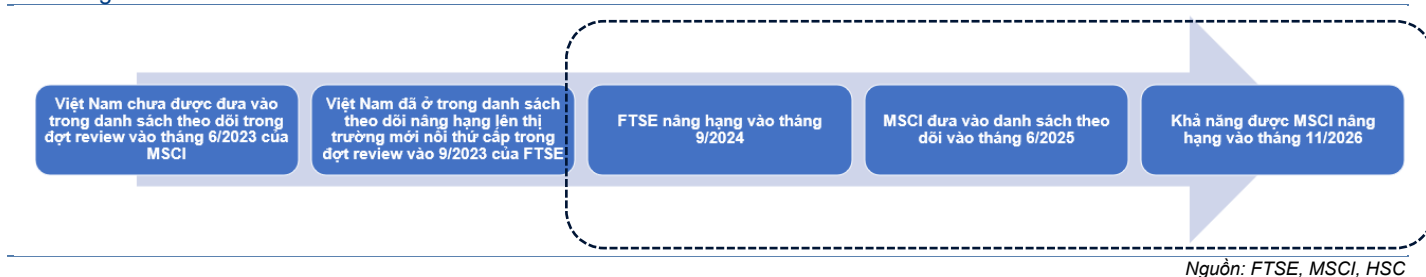 Việt Nam chưa được đưa vào
trong danh sách theo dõi trong
đợt review vào tháng 6/2023 của
MSCI
Việt Nam đã ở trong danh sách
theo dõi nâng hạng lên thị
trường mới nổi thứ cấp trong
đợt review vào 9/2023 của FTSE
FTSE nâng hạng vào tháng
9/2024
MSCI đưa vào danh sách theo
dõi vào tháng 6/2025
Khả năng được MSCI nâng
hạng vào tháng 11/2026
Nguồn: FTSE, MSCI, HSC